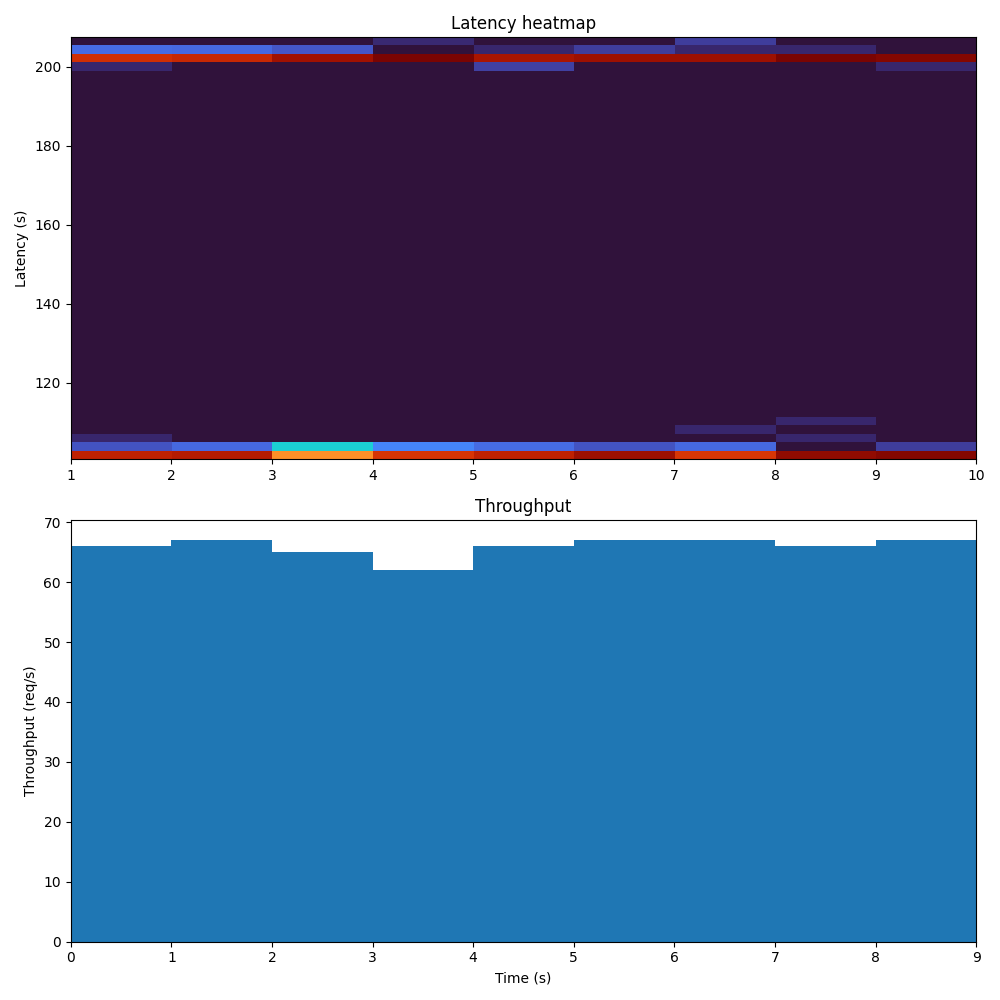 Latency heatmap
Latency (s)
200
180
160
140
120
1 2 3 4 5 6 7 8 9 10
Throughput
Throughput (req/s)
70
60
50
40
30
20
10
0
0 1 2 3 4 5 6 7 8 9
Time (s)